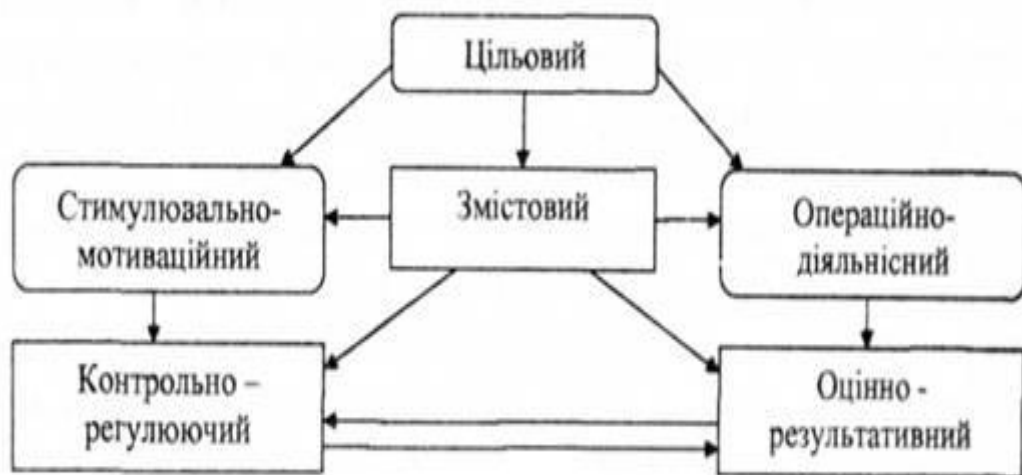 Цільовий
Стимулювально-
мотиваційний
Змістовий
Операційно-
діяльнісний
Контрольно –
регулюючий
Оцінно -
результативний